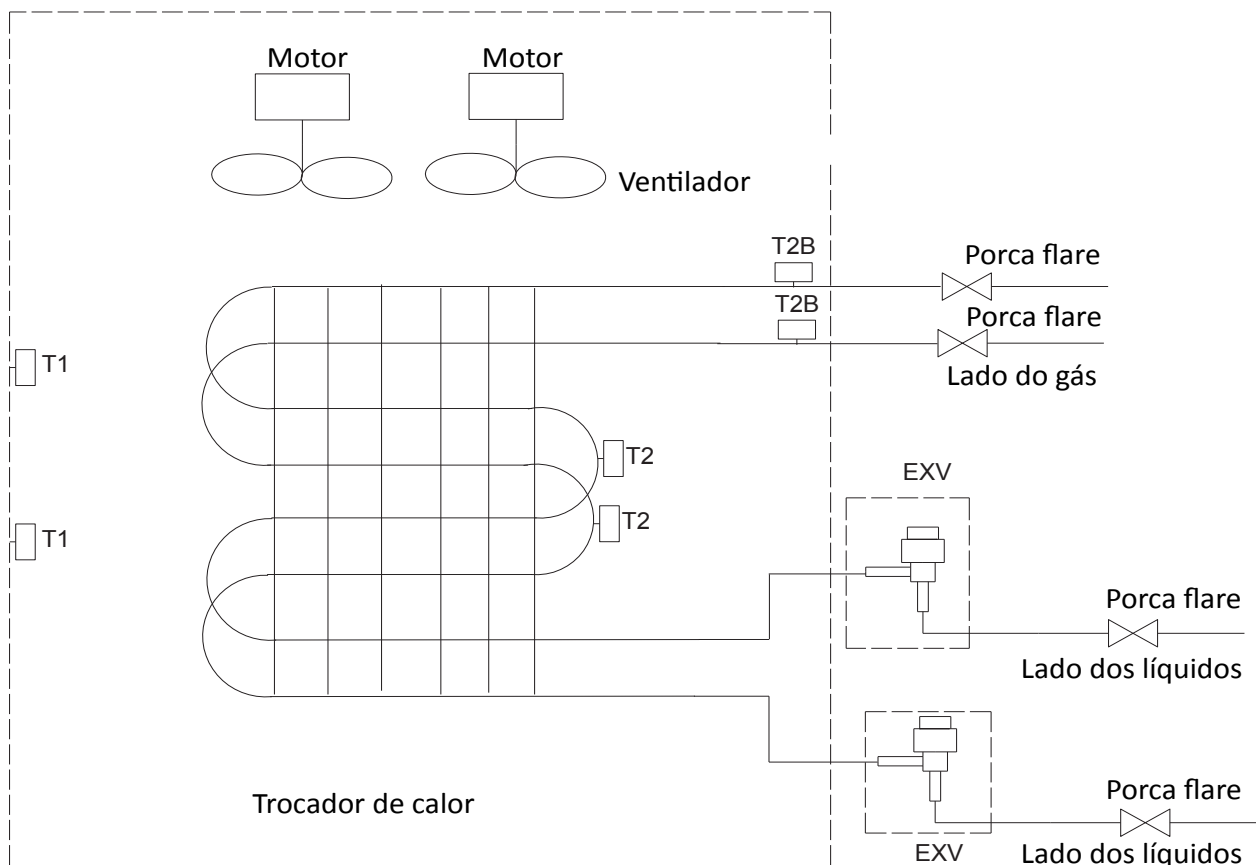 Motor
Motor
Ventilador
T2B
Porca flare
T2B
Porca flare
Lado do gás
T1
T2
EXV
T2
T1
Porca flare
Lado dos líquidos
Trocador de calor
Porca flare
EXV
Lado dos líquidos